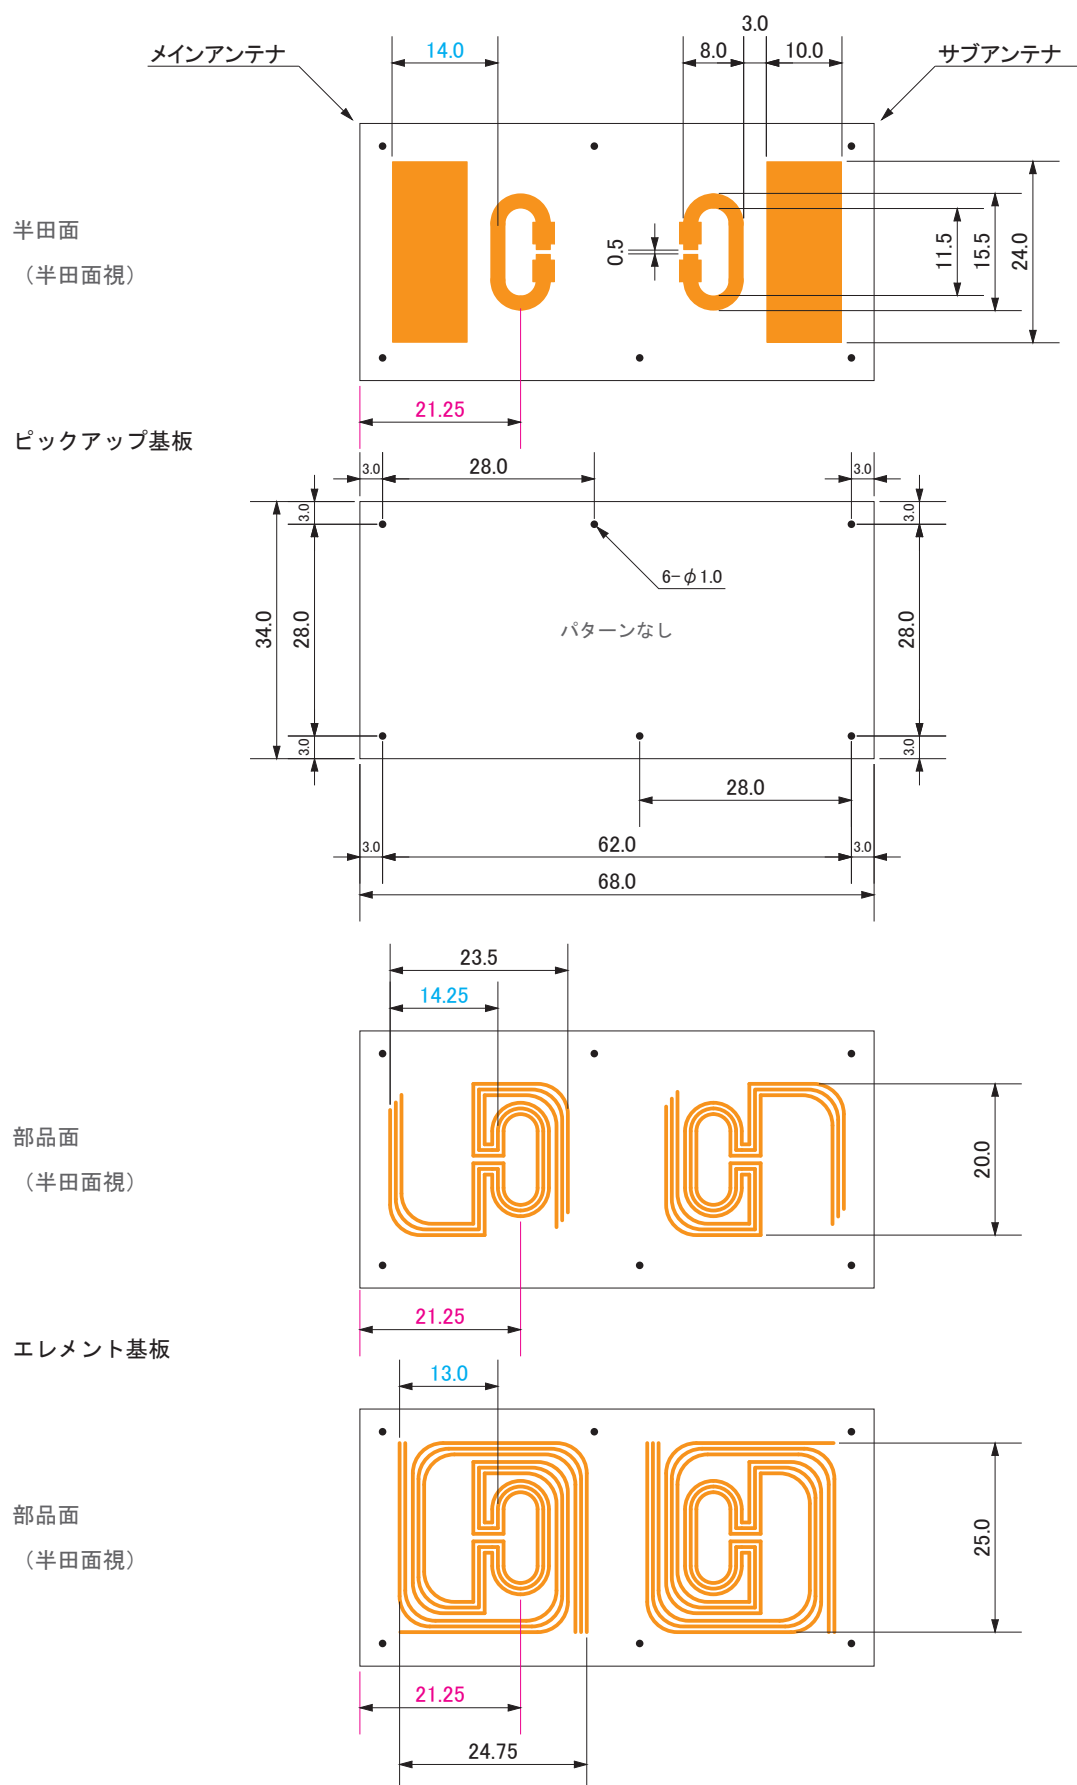 3.0
メインアンテナ
14.0
8.0
10.0
サブアンテナ
半田面
（半田面視）
0.5
11.5
15.5
24.0
21.25
ピックアップ基板
3.0
28.0
3.0
3.0
3.0
6-φ1.0
34.0
28.0
パターンなし
28.0
3.0
3.0
28.0
3.0
62.0
3.0
68.0
23.5
14.25
部品面
（半田面視）
20.0
21.25
エレメント基板
13.0
部品面
（半田面視）
25.0
21.25
24.75